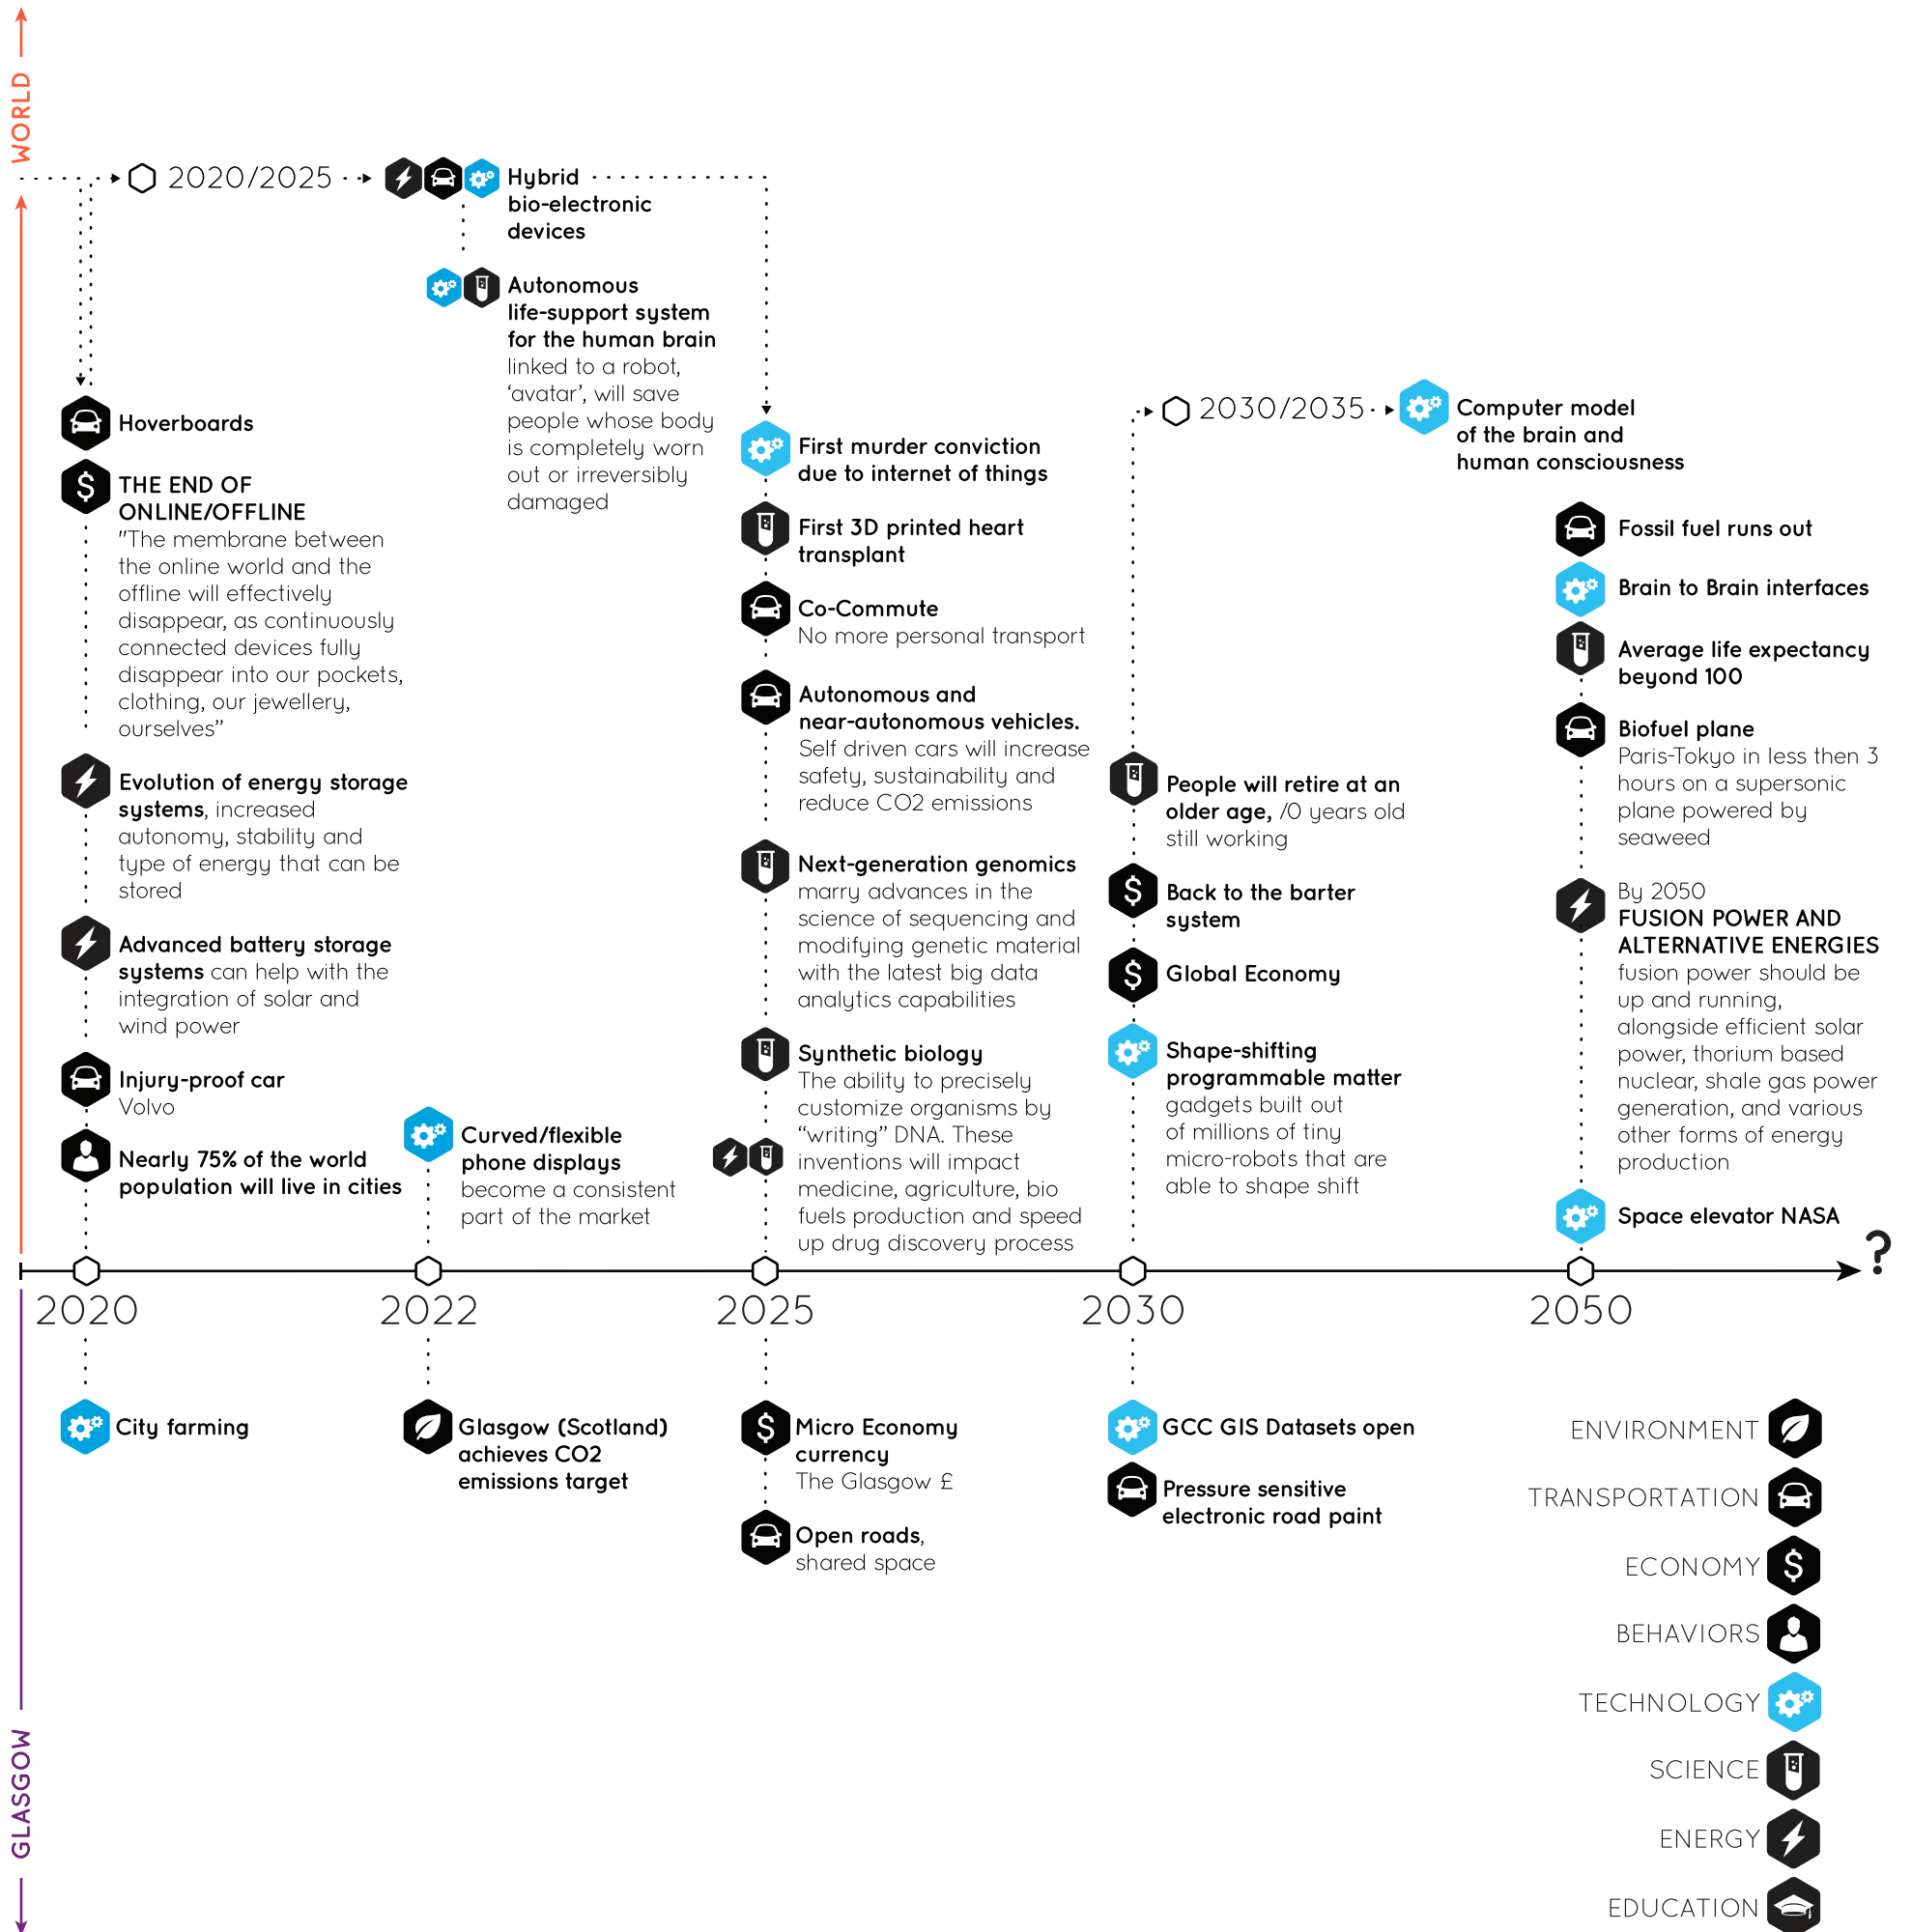 WORLD
2020/2025
Hybrid
bio-electronic
devices
Autonomous
life-support system
for the human brain
linked to a robot,
‘avatar’, will save
people whose body
is completely worn
out or irreversibly
damaged
Hoverboards
THE END OF
ONLINE/OFFLINE
"The membrane between
the online world and the
offline will effectively
disappear, as continuously
connected devices fully
disappear into our pockets,
clothing, our jewellery,
ourselves”
Evolution of energy storage
systems, increased
autonomy, stability and
type of energy that can be
stored
Advanced battery storage
systems can help with the
integration of solar and
wind power
Injury-proof car
Volvo
Nearly 75% of the world
population will live in cities
Curved/flexible
phone displays
become a consistent
part of the market
First murder conviction
due to internet of things
First 3D printed heart
transplant
Co-Commute
No more personal transport
Autonomous and
near-autonomous vehicles.
Self driven cars will increase
safety, sustainability and
reduce CO2 emissions
Next-generation genomics
marry advances in the
science of sequencing and
modifying genetic material
with the latest big data
analytics capabilities
Synthetic biology
The ability to precisely
customize organisms by
“writing” DNA. These
inventions will impact
medicine, agriculture, bio
fuels production and speed
up drug discovery process
2030/2035
Computer model
of the brain and
human consciousness
People will retire at an
older age, /0 years old
still working
Back to the barter
system
Global Economy
Shape-shifting
programmable matter
gadgets built out
of millions of tiny
micro-robots that are
able to shape shift
Fossil fuel runs out
Brain to Brain interfaces
Average life expectancy
beyond 100
Biofuel plane
Paris-Tokyo in less then 3
hours on a supersonic
plane powered by
seaweed
By 2050
FUSION POWER AND
ALTERNATIVE ENERGIES
fusion power should be
up and running,
alongside efficient solar
power, thorium based
nuclear, shale gas power
generation, and various
other forms of energy
production
Space elevator NASA
?
2020
2022
2025
2030
2050
GLASGOW
City farming
Glasgow (Scotland)
achieves CO2
emissions target
Micro Economy
currency
The Glasgow £
Open roads,
shared space
GCC GIS Datasets open
Pressure sensitive
electronic road paint
ENVIRONMENT
TRANSPORTATION
ECONOMY
BEHAVIORS
TECHNOLOGY
SCIENCE
ENERGY
EDUCATION